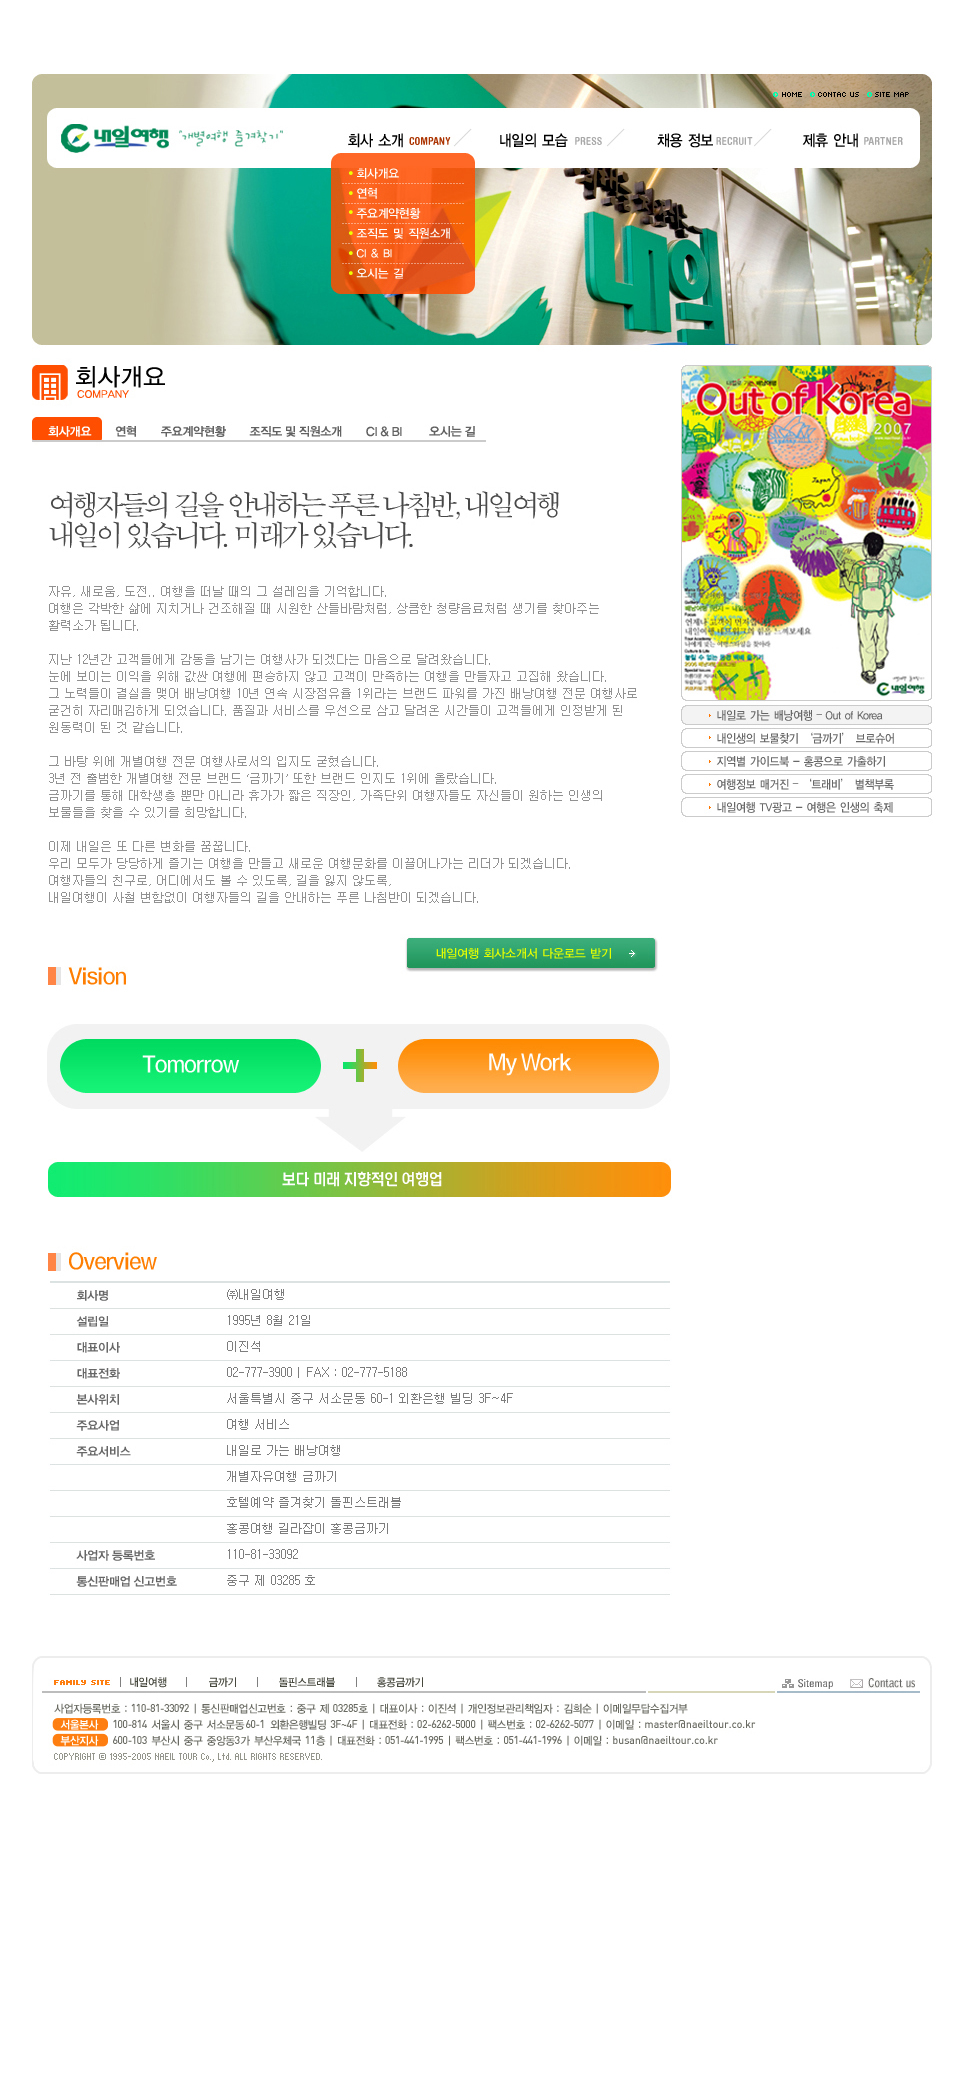 HOME CONTAC US SITE MAP
내일여행 "개별여행 즐겨찾기"
회사 소개 COMPANY 내일의 모습 PRESS 채용 정보 RECRUIT 제휴 안내 PARTNER
회사개요
연혁
주요계약현황
조직도 및 직원소개
CI & BI
오시는 길
내일
회사개요
COMPANY
회사개요 연혁 주요계약현황 조직도 및 직원소개 CI & BI 오시는 길
여행자들의 길을 안내하는 푸른 나침반, 내일여행
내일이 있습니다. 미래가 있습니다.
자유, 새로움, 도전.. 여행을 떠날 때의 그 설레임을 기억합니다.
여행은 각박한 삶에 지치거나 건조해질 때 시원한 산들바람처럼, 상큼한 청량음료처럼 생기를 찾아주는
활력소가 됩니다.
지난 12년간 고객들에게 감동을 남기는 여행사가 되겠다는 마음으로 달려왔습니다.
눈에 보이는 이익을 위해 값싼 여행에 편승하지 않고 고객이 만족하는 여행을 만들자고 고집해 왔습니다.
그 노력들이 결실을 맺어 배낭여행 10년 연속 시장점유율 1위라는 브랜드 파워를 가진 배낭여행 전문 여행사로
굳건히 자리매김하게 되었습니다. 품질과 서비스를 우선으로 삼고 달려온 시간들이 고객들에게 인정받게 된
원동력이 된 것 같습니다.
그 바탕 위에 개별여행 전문 여행사로서의 입지도 굳혔습니다.
3년 전 출범한 개별여행 전문 브랜드 '금까기' 또한 브랜드 인지도 1위에 올랐습니다.
금까기를 통해 대학생층 뿐만 아니라 휴가가 짧은 직장인, 가족단위 여행자들도 자신들이 원하는 인생의
보물들을 찾을 수 있기를 희망합니다.
이제 내일은 또 다른 변화를 꿈꿉니다.
우리 모두가 당당하게 즐기는 여행을 만들고 새로운 여행문화를 이끌어나가는 리더가 되겠습니다.
여행자들의 친구로, 어디에서도 볼 수 있도록, 길을 잃지 않도록,
내일여행이 사철 변함없이 여행자들의 길을 안내하는 푸른 나침반이 되겠습니다.
Out of Korea
2007
Japan
내일여행
내일로 가는 배낭여행 - Out of Korea
내인생의 보물찾기 '금까기' 브로슈어
지역별 가이드북 - 홍콩으로 가출하기
여행정보 매거진 - '트래비' 별책부록
내일여행 TV광고 - 여행은 인생의 축제
내일여행 회사소개서 다운로드 받기
Vision
Tomorrow + My Work
보다 미래 지향적인 여행업
Overview
회사명 ㈜내일여행
설립일 1995년 8월 21일
대표이사 이진석
대표전화 02-777-3900 | FAX : 02-777-5188
본사위치 서울특별시 중구 서소문동 60-1 외환은행 빌딩 3F~4F
주요사업 여행 서비스
주요서비스 내일로 가는 배낭여행
개별자유여행 금까기
호텔예약 즐겨찾기 돌핀스트래블
홍콩여행 길라잡이 홍콩금까기
사업자 등록번호 110-81-33092
통신판매업 신고번호 중구 제 03285 호
FAMILY SITE | 내일여행 | 금까기 | 돌핀스트래블 | 홍콩금까기
Sitemap Contact us
사업자등록번호 : 110-81-33092 | 통신판매업신고번호 : 중구 제 03285호 | 대표이사 : 이진석 | 개인정보관리책임자 : 김희순 | 이메일무답수집거부
서울본사 100-814 서울시 중구 서소문동 60-1 외환은행빌딩 3F~4F | 대표전화 : 02-6262-5000 | 팩스번호 : 02-6262-5077 | 이메일 : master@naeiltour.co.kr
부산지사 600-103 부산시 중구 중앙동3가 부산우체국 11층 | 대표전화 : 051-441-1995 | 팩스번호 : 051-441-1996 | 이메일 : busan@naeiltour.co.kr
COPYRIGHT © 1995-2005 NAEIL TOUR Co., Ltd. ALL RIGHTS RESERVED.